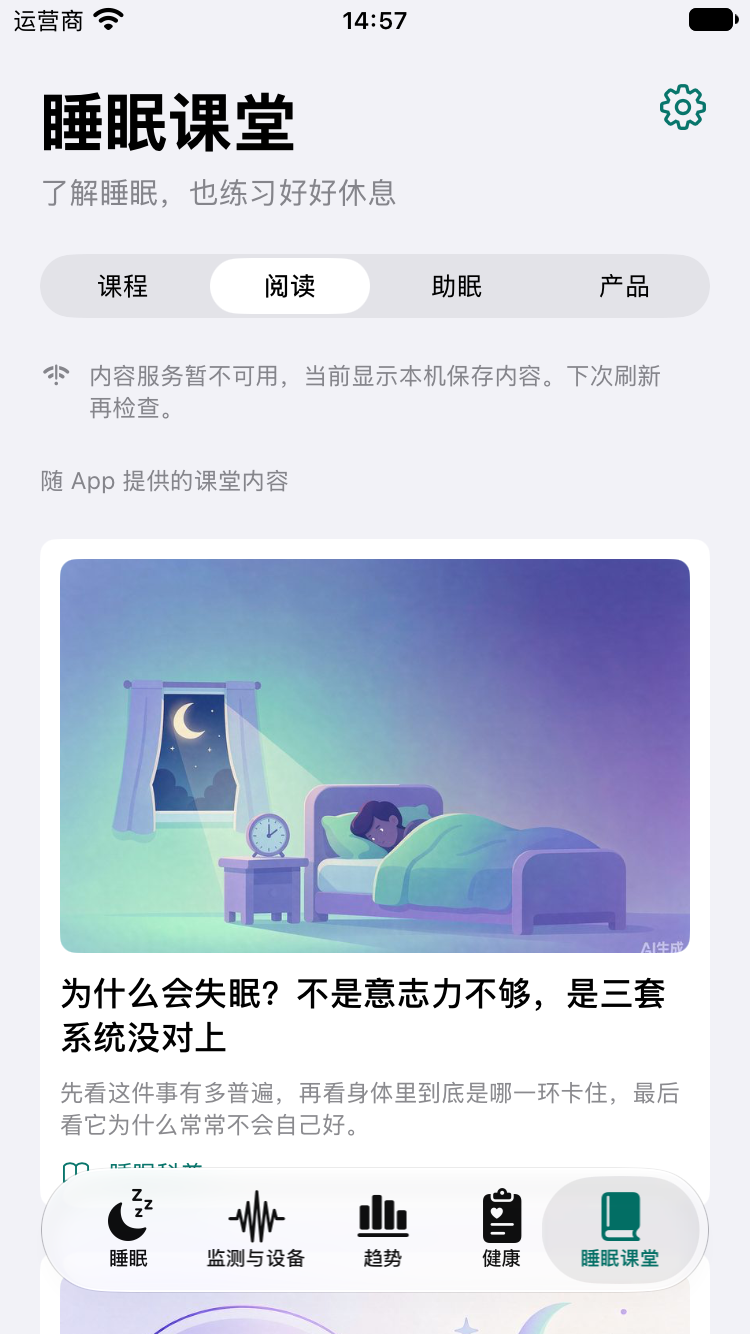 运营商
14:57
睡眠课堂
了解睡眠，也练习好好休息
课程
阅读
助眠
产品
内容服务暂不可用，当前显示本机保存内容。下次刷新
再检查。
随 App 提供的课堂内容
AI生成
为什么会失眠？不是意志力不够，是三套
系统没对上
先看这件事有多普遍，再看身体里到底是哪一环卡住，最后
看它为什么常常不会自己好。
睡眠
监测与设备
趋势
健康
睡眠课堂